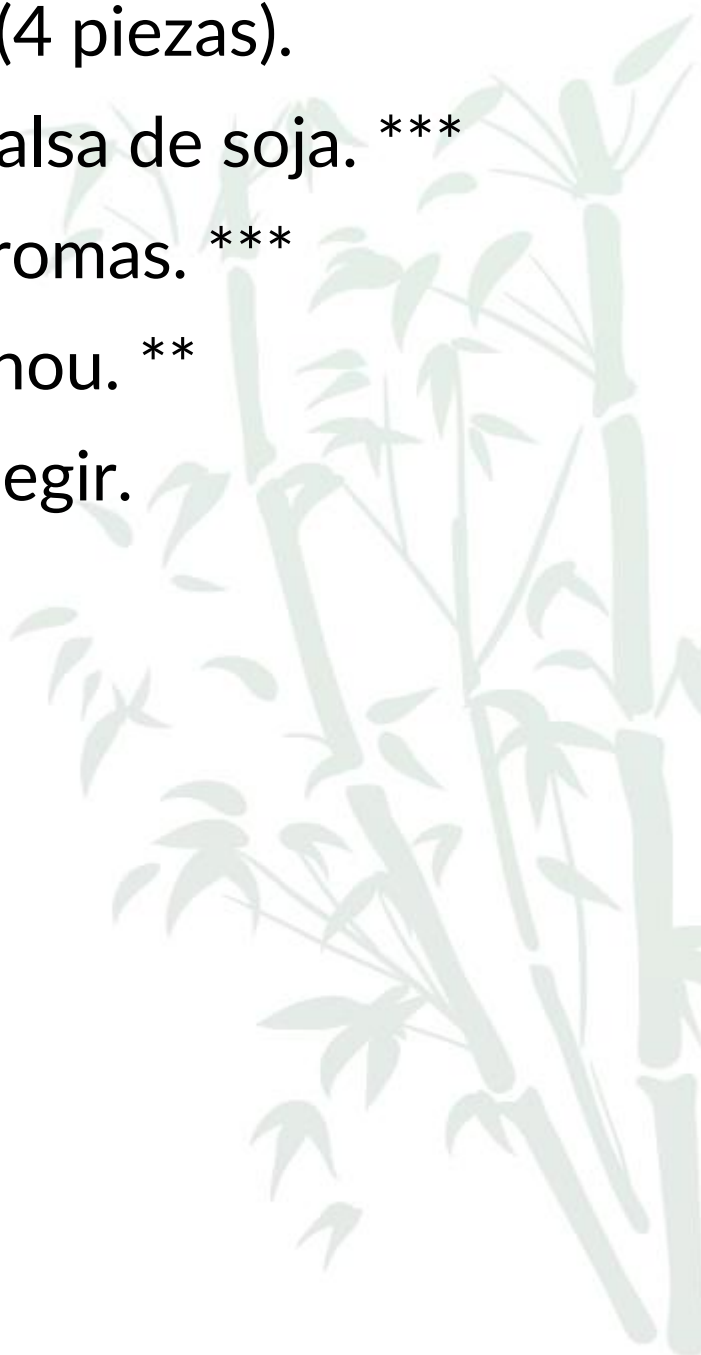 (4 piezas).
alsa de soja. ***
romas. ***
nou. **
egir.